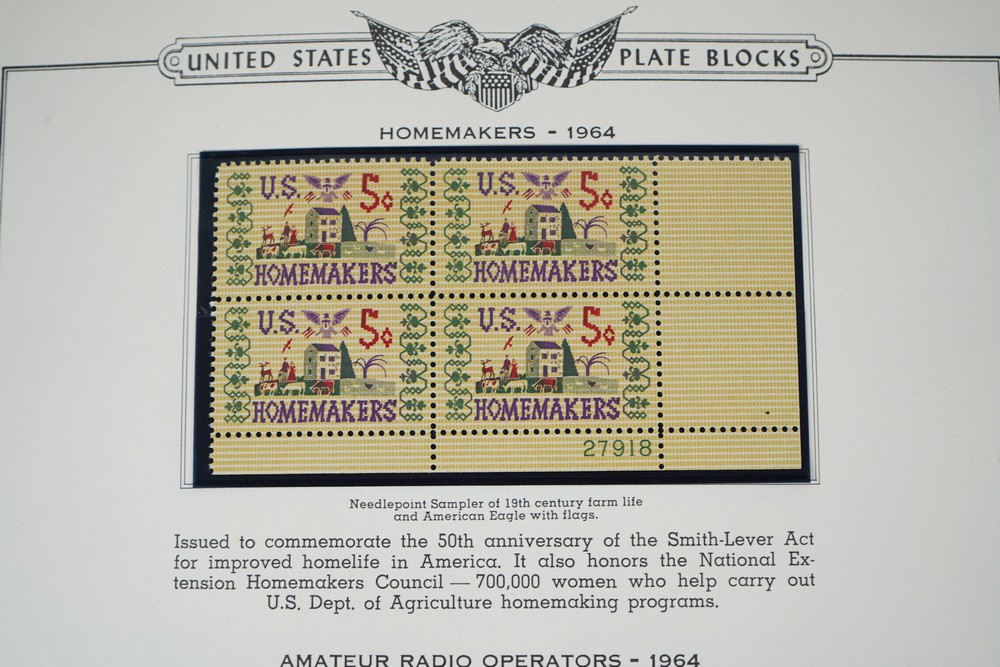 UNITED STATES PLATE BLOCKS
HOMEMAKERS - 1964
U.S. 5¢ U.S. 5¢
HOMEMAKERS HOMEMAKERS
U.S. 5¢ U.S. 5¢
HOMEMAKERS HOMEMAKERS
27918
Needlepoint Sampler of 19th century farm life
and American Eagle with flags.
Issued to commemorate the 50th anniversary of the Smith-Lever Act
for improved homelife in America. It also honors the National Ex-
tension Homemakers Council — 700,000 women who help carry out
U.S. Dept. of Agriculture homemaking programs.
AMATEUR RADIO OPERATORS - 1964